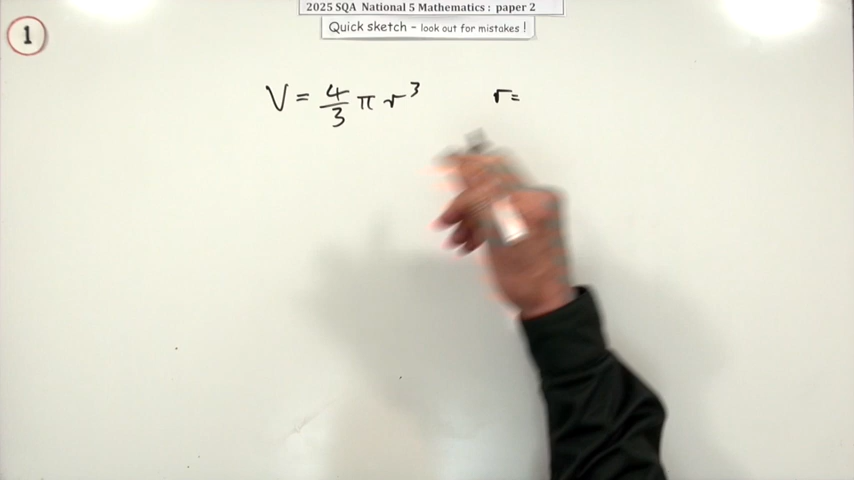 2025 SQA National 5 Mathematics : paper 2
Quick sketch - look out for mistakes !
1
V = 4/3 π r³ r =